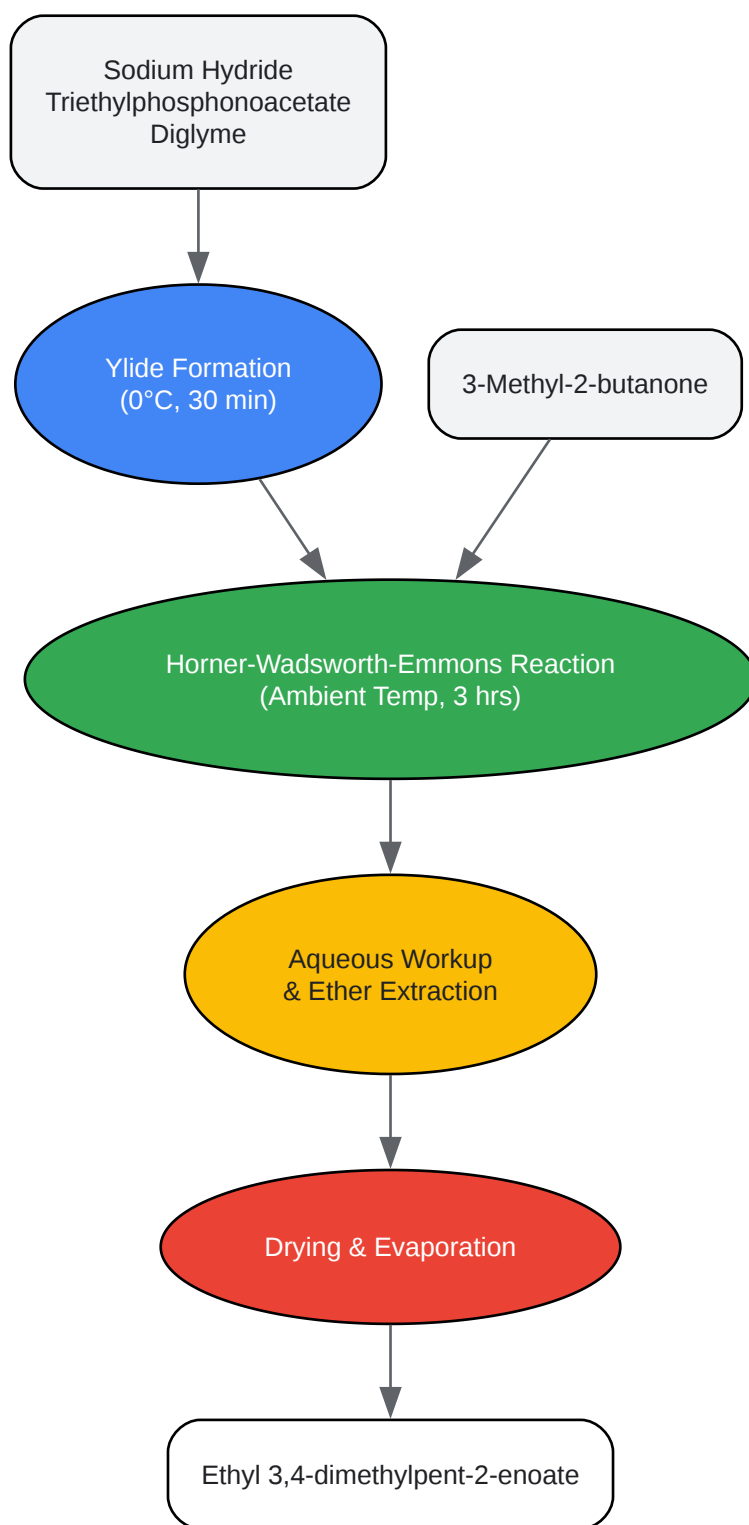 Sodium Hydride
Triethylphosphonoacetate
Diglyme
Ylide Formation
(0°C, 30 min)
3-Methyl-2-butanone
Horner-Wadsworth-Emmons Reaction
(Ambient Temp, 3 hrs)
Aqueous Workup
& Ether Extraction
Drying & Evaporation
Ethyl 3,4-dimethylpent-2-enoate